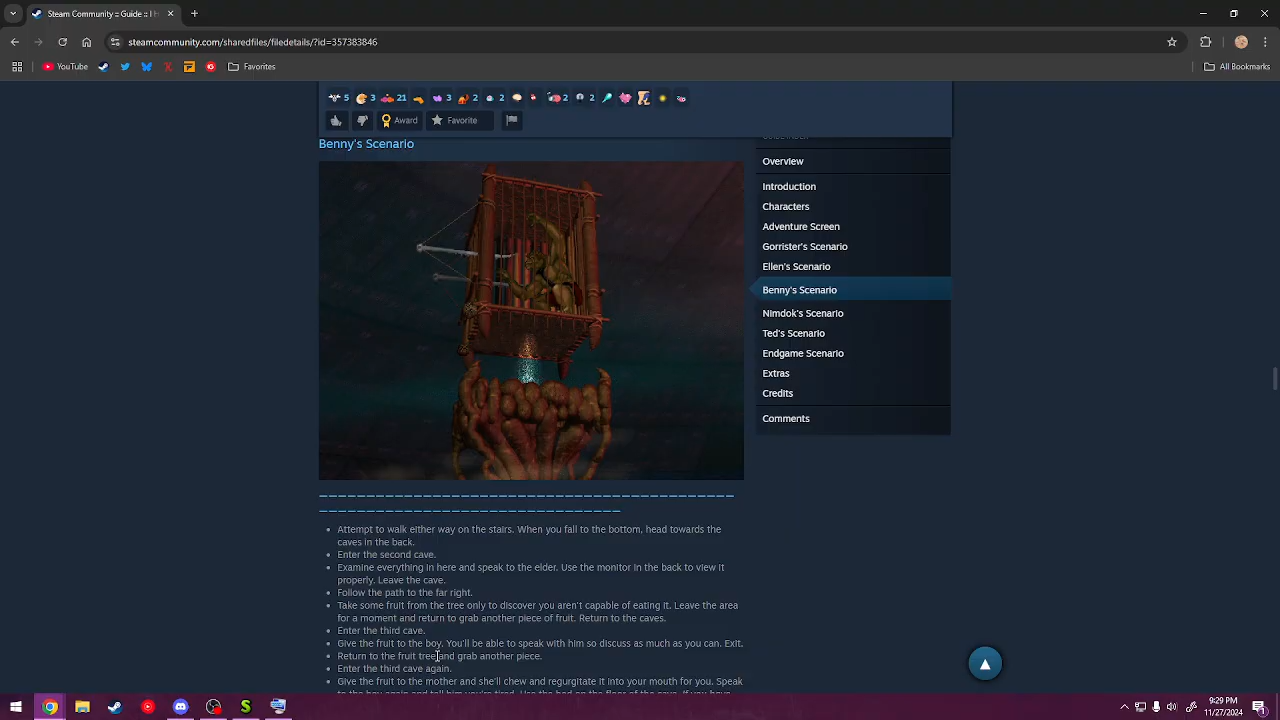 Steam Community :: Guide :: I H
steamcommunity.com/sharedfiles/filedetails/?id=357383846
YouTube
Favorites
All Bookmarks
5 3 21 3 2 2 2 2
Award
Favorite
Benny's Scenario
Overview
Introduction
Characters
Adventure Screen
Gorrister's Scenario
Ellen's Scenario
Benny's Scenario
Nimdok's Scenario
Ted's Scenario
Endgame Scenario
Extras
Credits
Comments
Attempt to walk either way on the stairs. When you fall to the bottom, head towards the
caves in the back.
Enter the second cave.
Examine everything in here and speak to the elder. Use the monitor in the back to view it
properly. Leave the cave.
Follow the path to the far right.
Take some fruit from the tree only to discover you aren't capable of eating it. Leave the area
for a moment and return to grab another piece of fruit. Return to the caves.
Enter the third cave.
Give the fruit to the boy. You'll be able to speak with him so discuss as much as you can. Exit.
Return to the fruit tree and grab another piece.
Enter the third cave again.
Give the fruit to the mother and she'll chew and regurgitate it into your mouth for you. Speak
9:29 PM
11/27/2024